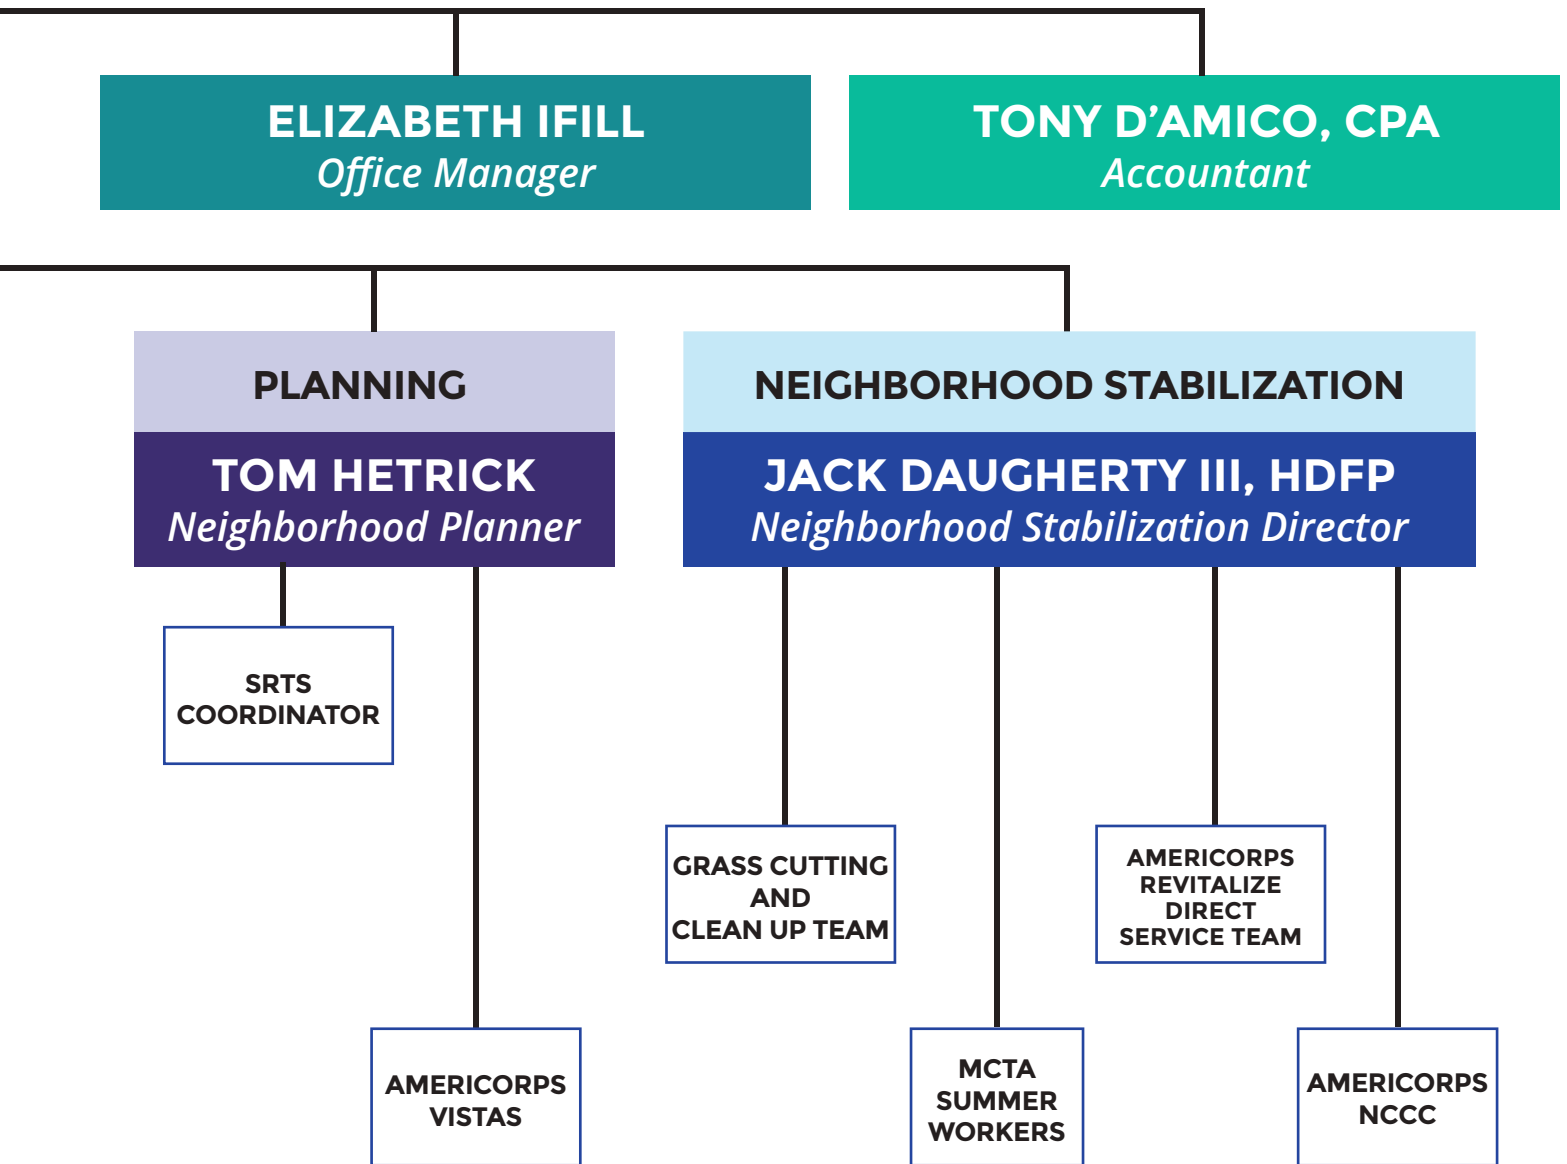 ELIZABETH IFILL
Office Manager
TONY D’AMICO, CPA
Accountant
PLANNING
TOM HETRICK
Neighborhood Planner
NEIGHBORHOOD STABILIZATION
JACK DAUGHERTY III, HDFP
Neighborhood Stabilization Director
SRTS
COORDINATOR
AMERICORPS
VISTAS
GRASS CUTTING
AND
CLEAN UP TEAM
MCTA
SUMMER
WORKERS
AMERICORPS
REVITALIZE
DIRECT
SERVICE TEAM
AMERICORPS
NCCC